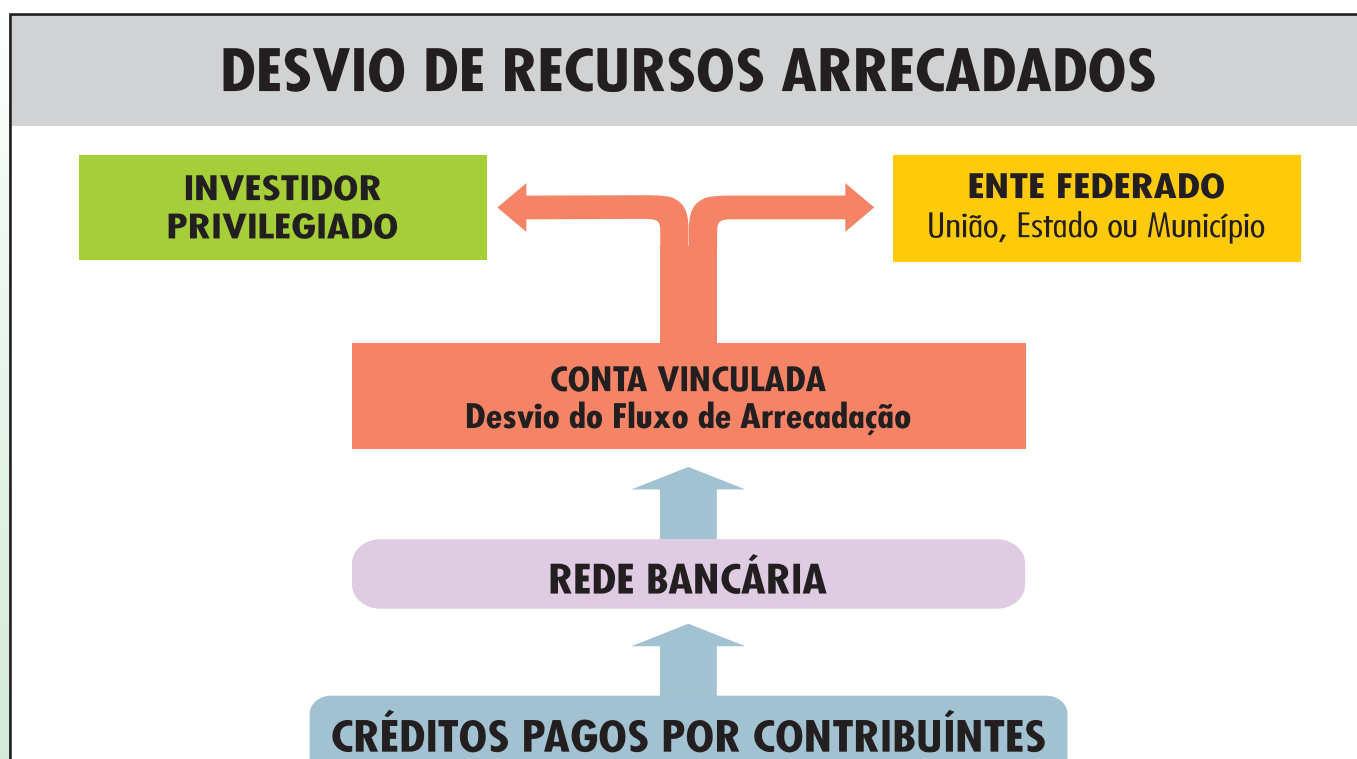 DESVIO DE RECURSOS ARRECADADOS
INVESTIDOR
PRIVILEGIADO
ENTE FEDERADO
União, Estado ou Município
CONTA VINCULADA
Desvio do Fluxo de Arrecadação
REDE BANCÁRIA
CRÉDITOS PAGOS POR CONTRIBUÍNTES